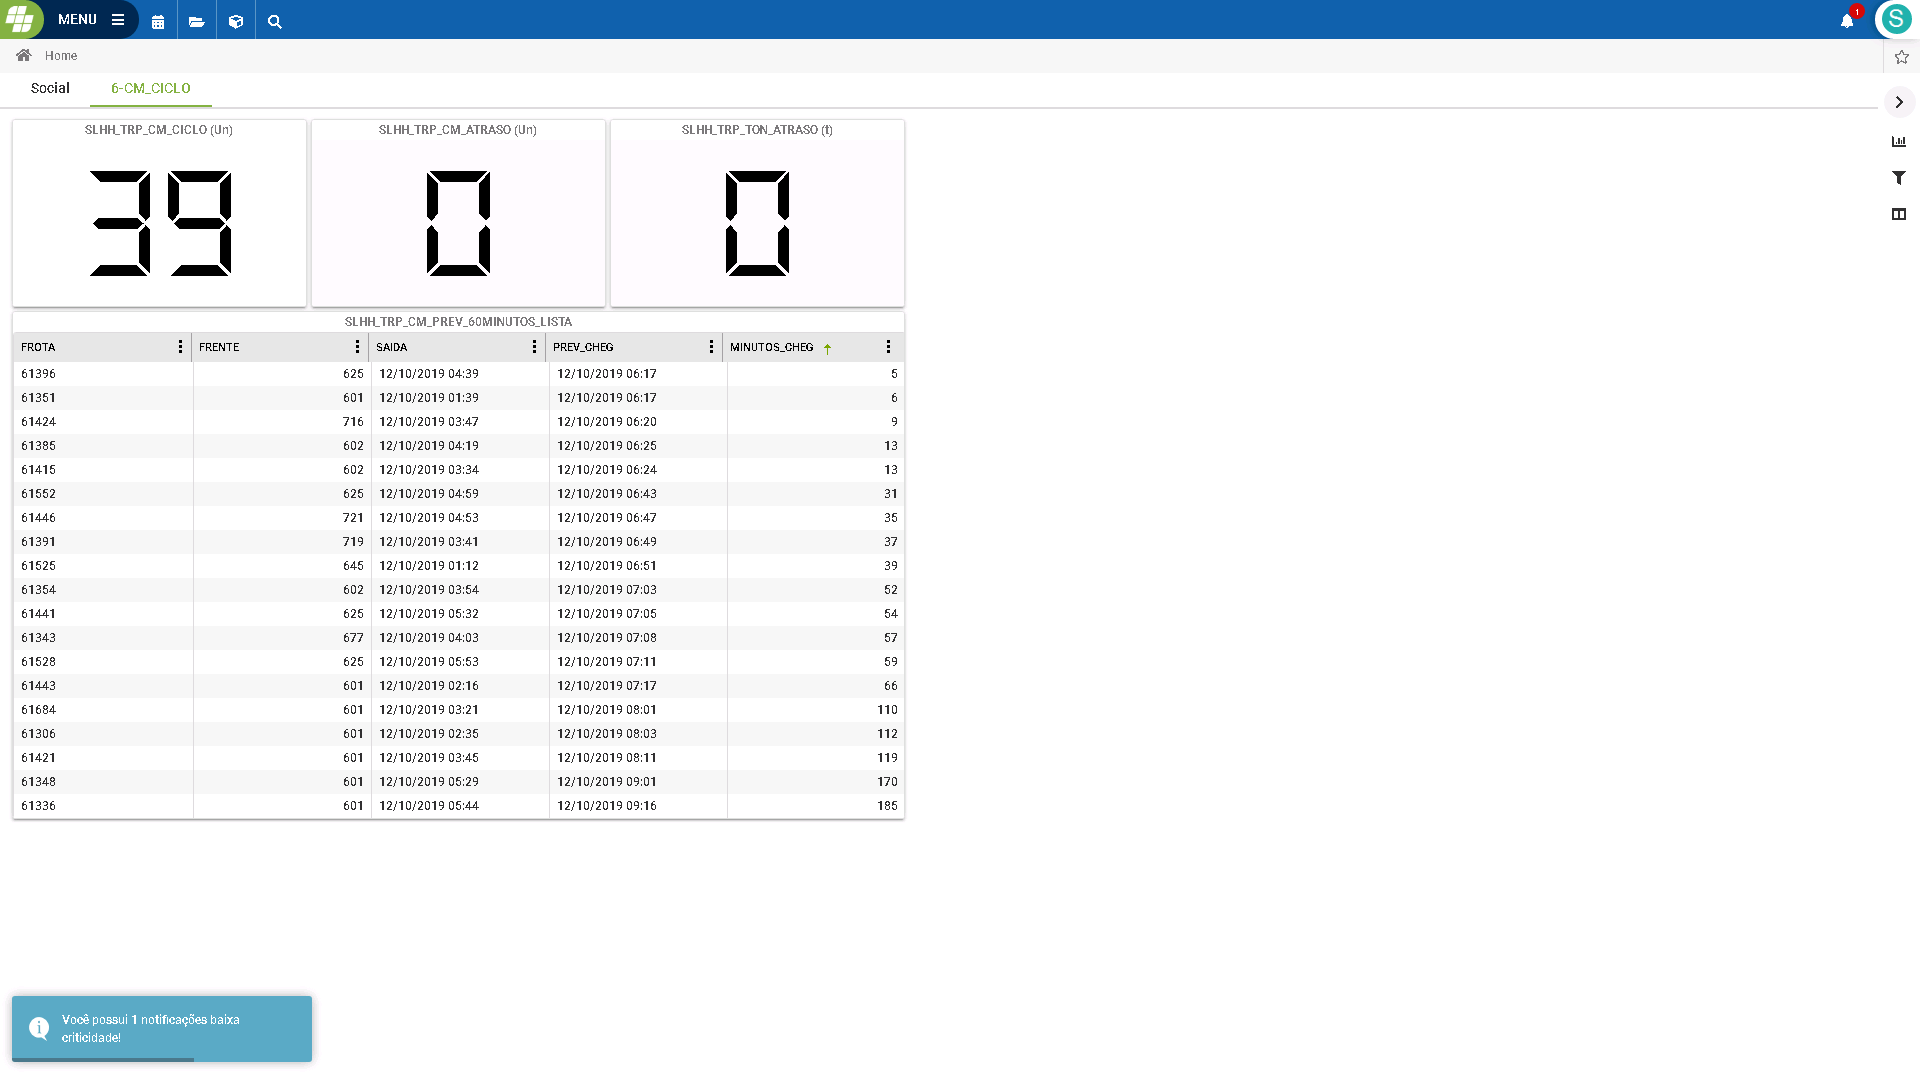 MENU
1
S
Home
Social 6-CM_CICLO
SLHH_TRP_CM_CICLO (Un) SLHH_TRP_CM_ATRASO (Un) SLHH_TRP_TON_ATRASO (t)
39 0 0
SLHH_TRP_CM_PREV_60MINUTOS_LISTA
FROTA FRENTE SAIDA PREV_CHEG MINUTOS_CHEG
61396 625 12/10/2019 04:39 12/10/2019 06:17 5
61351 601 12/10/2019 01:39 12/10/2019 06:17 6
61424 716 12/10/2019 03:47 12/10/2019 06:20 9
61385 602 12/10/2019 04:19 12/10/2019 06:25 13
61415 602 12/10/2019 03:34 12/10/2019 06:24 13
61552 625 12/10/2019 04:59 12/10/2019 06:43 31
61446 721 12/10/2019 04:53 12/10/2019 06:47 35
61391 719 12/10/2019 03:41 12/10/2019 06:49 37
61525 645 12/10/2019 01:12 12/10/2019 06:51 39
61354 602 12/10/2019 03:54 12/10/2019 07:03 52
61441 625 12/10/2019 05:32 12/10/2019 07:05 54
61343 677 12/10/2019 04:03 12/10/2019 07:08 57
61528 625 12/10/2019 05:53 12/10/2019 07:11 59
61443 601 12/10/2019 02:16 12/10/2019 07:17 66
61684 601 12/10/2019 03:21 12/10/2019 08:01 110
61306 601 12/10/2019 02:35 12/10/2019 08:03 112
61421 601 12/10/2019 03:45 12/10/2019 08:11 119
61348 601 12/10/2019 05:29 12/10/2019 09:01 170
61336 601 12/10/2019 05:44 12/10/2019 09:16 185
Você possui 1 notificações baixa
criticidade!